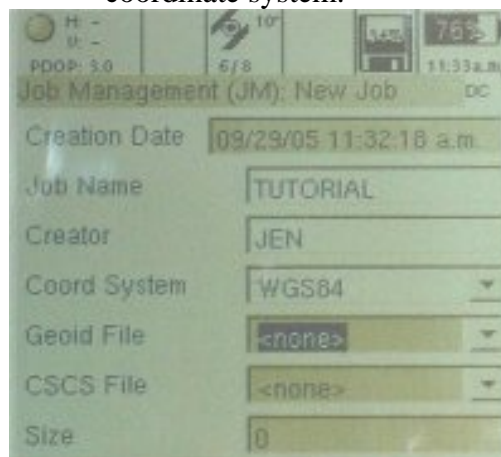 coordinate system.
H: -
V: -
10°
76%
PDOP: 3.0
6/8
11:33a.m
Job Management (JM): New Job DC
Creation Date 09/29/05 11:32:18 a.m.
Job Name TUTORIAL
Creator JEN
Coord System WGS84
Geoid File <none>
CSCS File <none>
Size 0